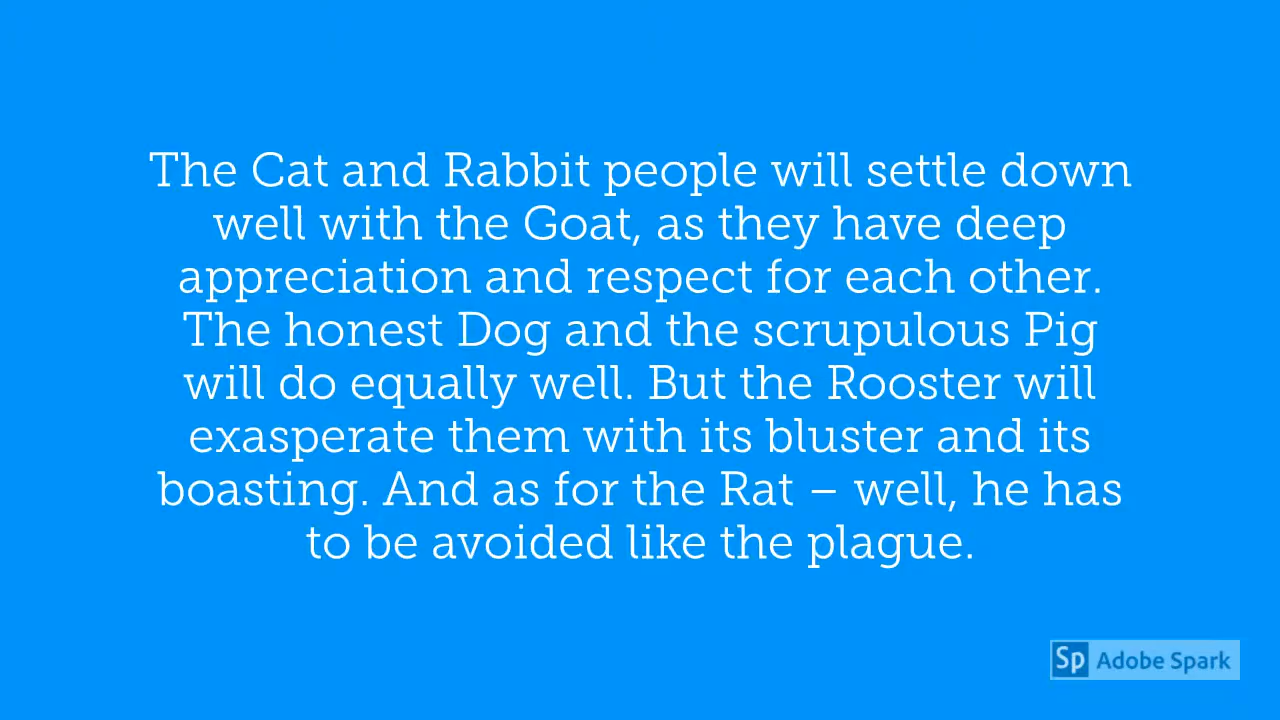 The Cat and Rabbit people will settle down
well with the Goat, as they have deep
appreciation and respect for each other.
The honest Dog and the scrupulous Pig
will do equally well. But the Rooster will
exasperate them with its bluster and its
boasting. And as for the Rat – well, he has
to be avoided like the plague.
Sp Adobe Spark